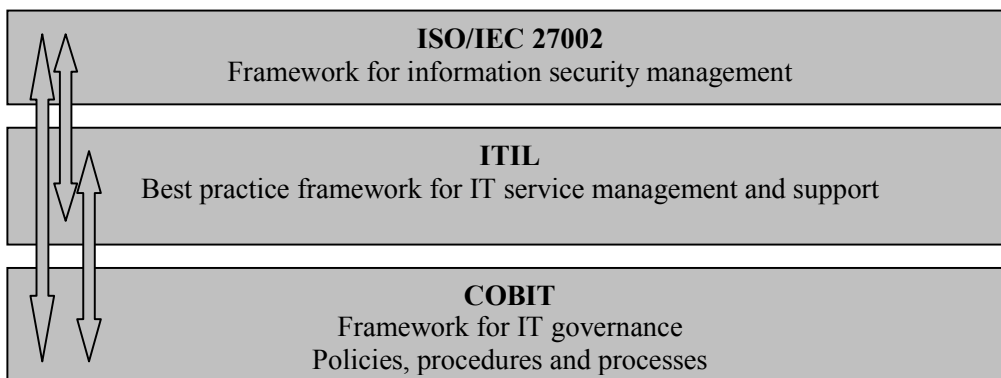 ISO/IEC 27002
Framework for information security management
ITIL
Best practice framework for IT service management and support
COBIT
Framework for IT governance
Policies, procedures and processes